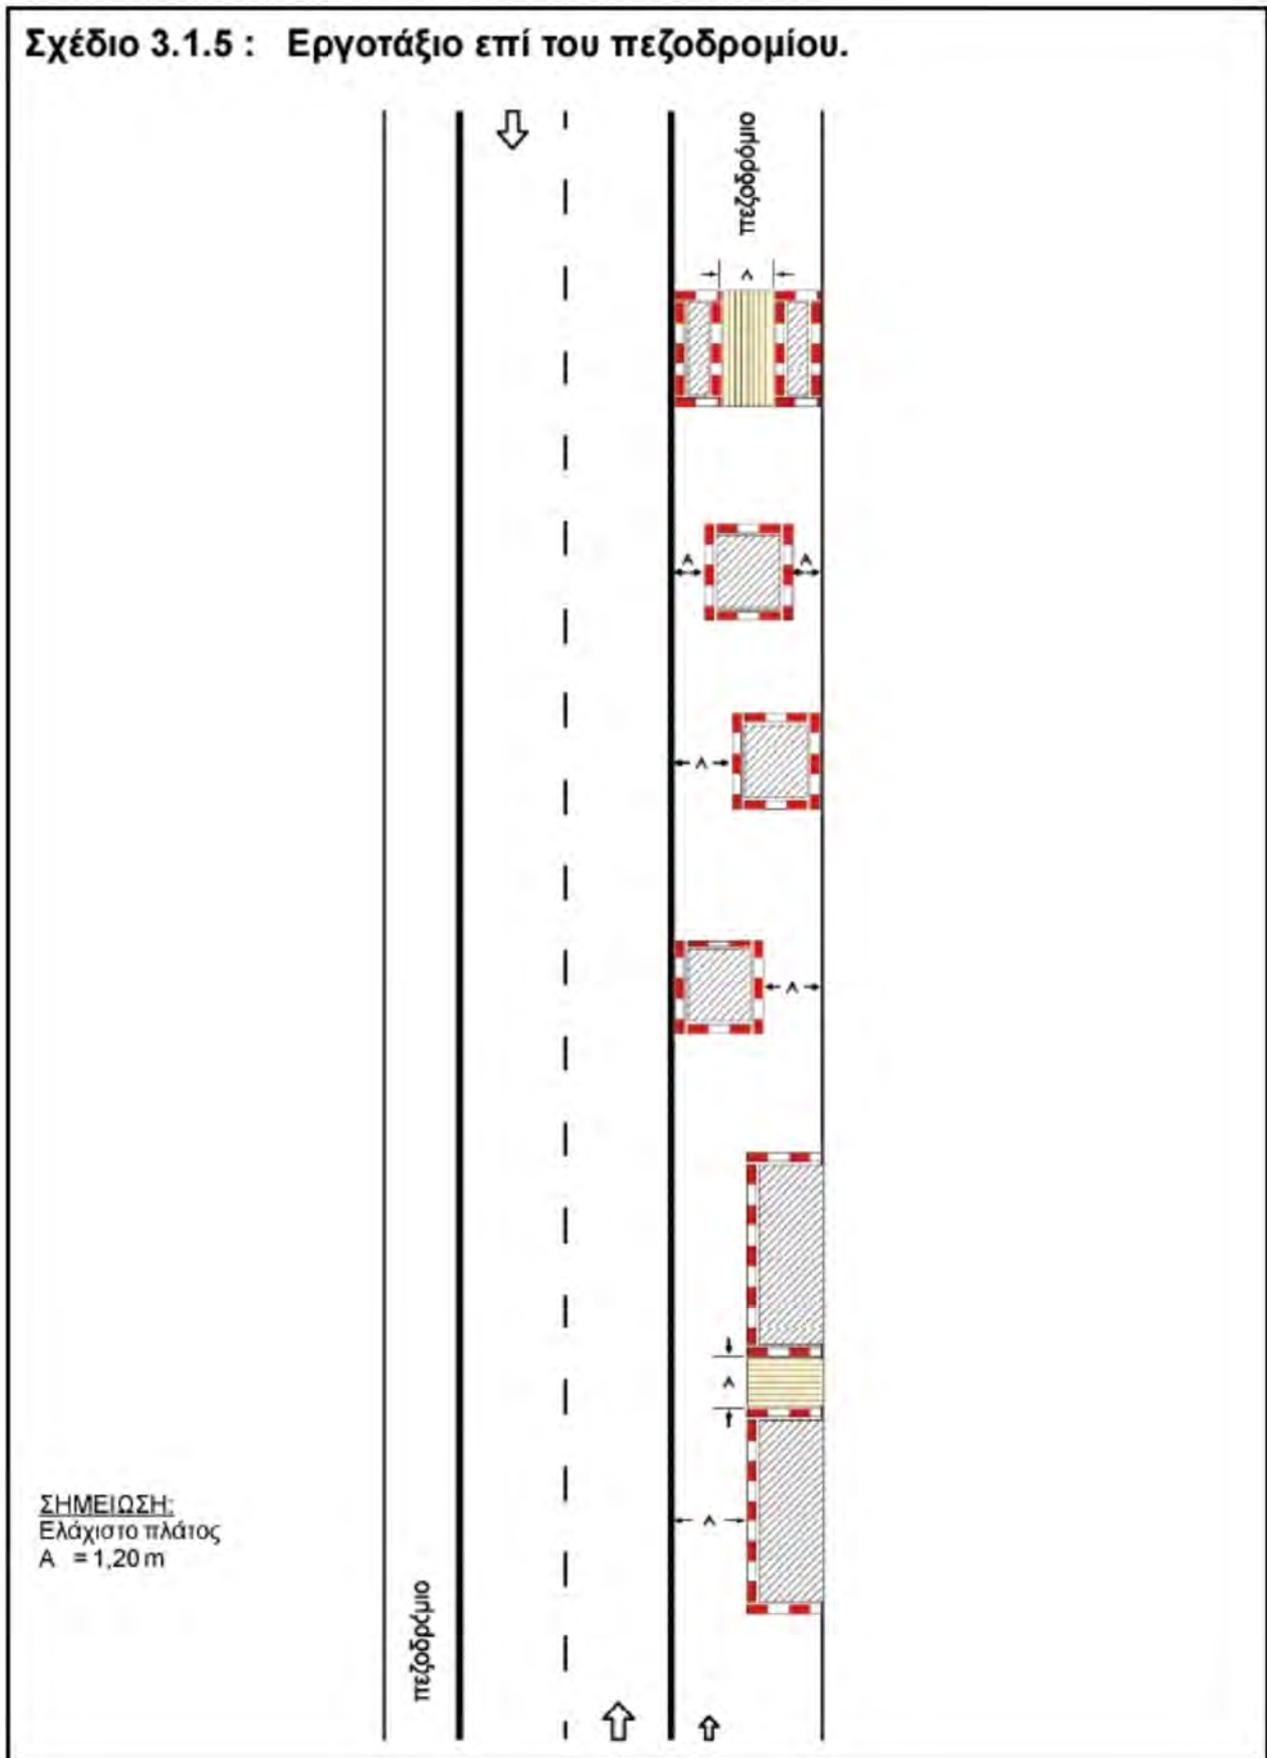 Σχέδιο 3.1.5 : Εργοτάξιο επί του πεζοδρομίου.
πεζοδρόμιο
Α
Α
Α
Α
Α
Α
Α
ΣΗΜΕΙΩΣΗ:
Ελάχιστο πλάτος
Α = 1,20 m
πεζοδρόμιο